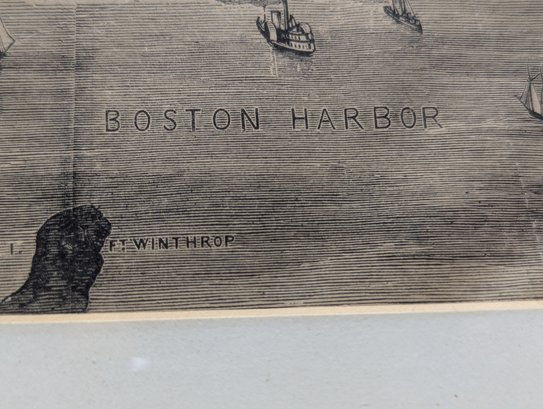 BOSTON HARBOR
I. FT. WINTHROP